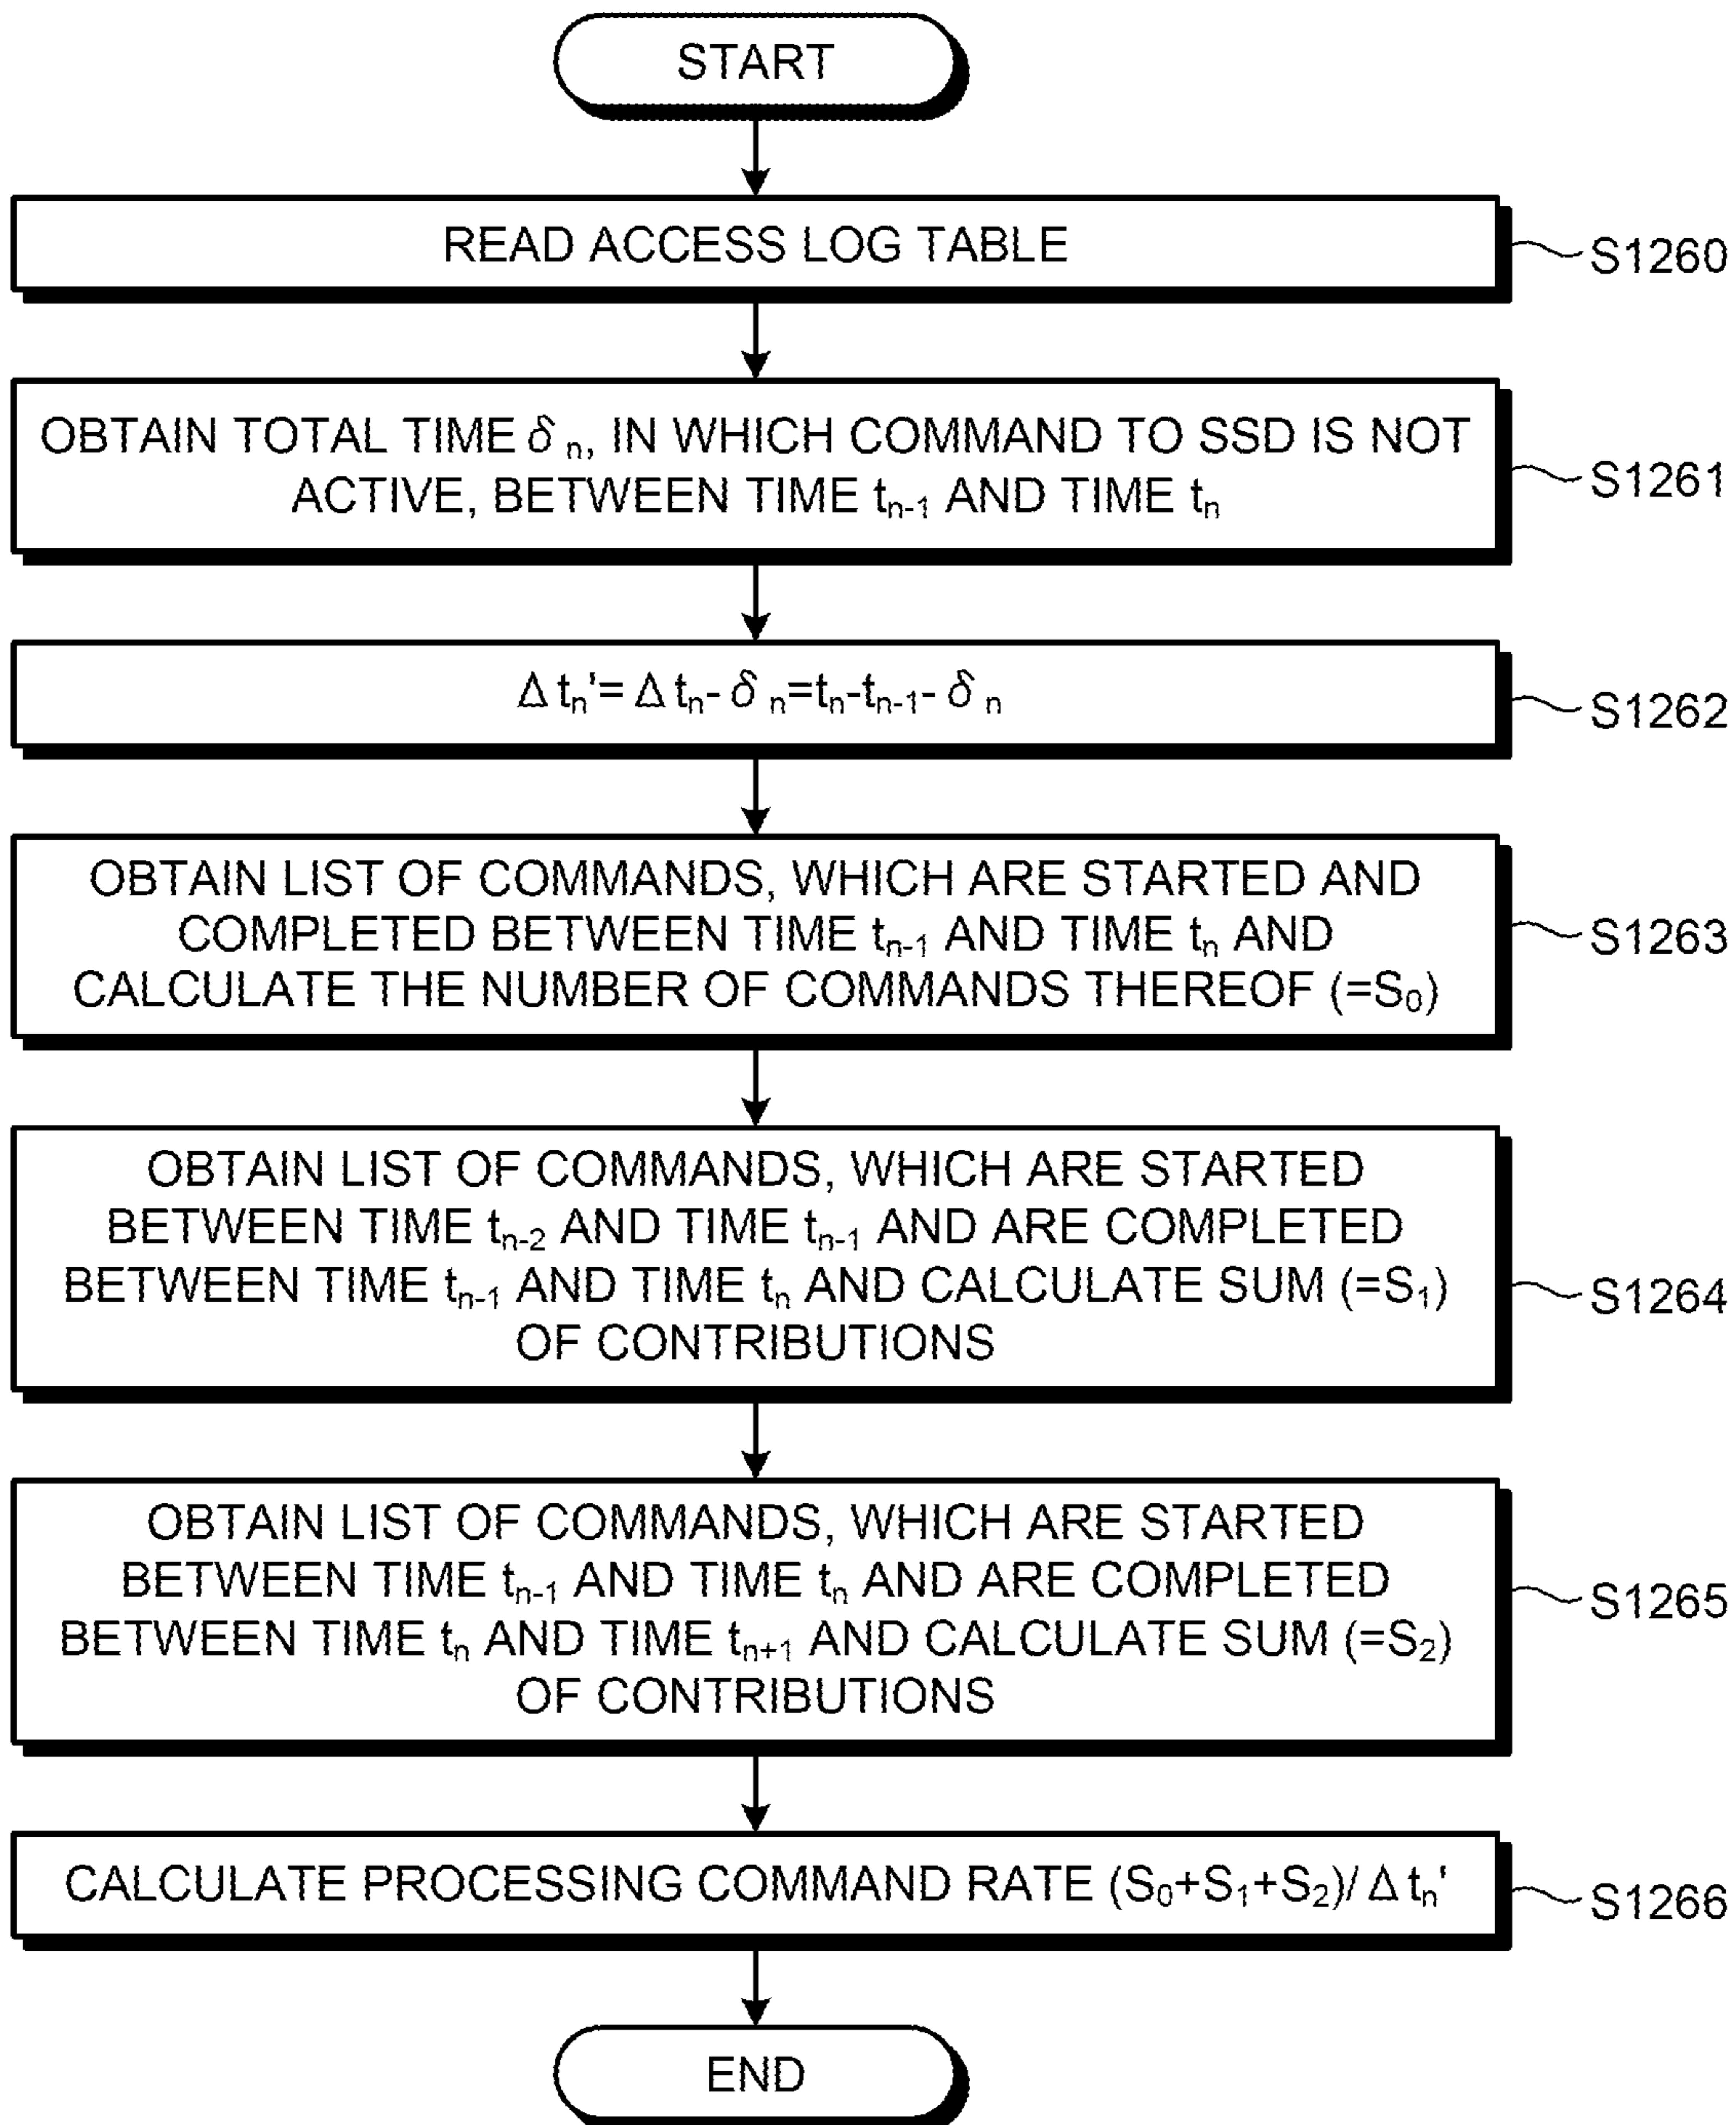 START
READ ACCESS LOG TABLE
S1260
OBTAIN TOTAL TIME δn, IN WHICH COMMAND TO SSD IS NOT
ACTIVE, BETWEEN TIME tn-1 AND TIME tn
S1261
Δtn'=Δtn-δn=tn-tn-1-δn
S1262
OBTAIN LIST OF COMMANDS, WHICH ARE STARTED AND
COMPLETED BETWEEN TIME tn-1 AND TIME tn AND
CALCULATE THE NUMBER OF COMMANDS THEREOF (=S0)
S1263
OBTAIN LIST OF COMMANDS, WHICH ARE STARTED
BETWEEN TIME tn-2 AND TIME tn-1 AND ARE COMPLETED
BETWEEN TIME tn-1 AND TIME tn AND CALCULATE SUM (=S1)
OF CONTRIBUTIONS
S1264
OBTAIN LIST OF COMMANDS, WHICH ARE STARTED
BETWEEN TIME tn-1 AND TIME tn AND ARE COMPLETED
BETWEEN TIME tn AND TIME tn+1 AND CALCULATE SUM (=S2)
OF CONTRIBUTIONS
S1265
CALCULATE PROCESSING COMMAND RATE (S0+S1+S2)/Δtn'
S1266
END